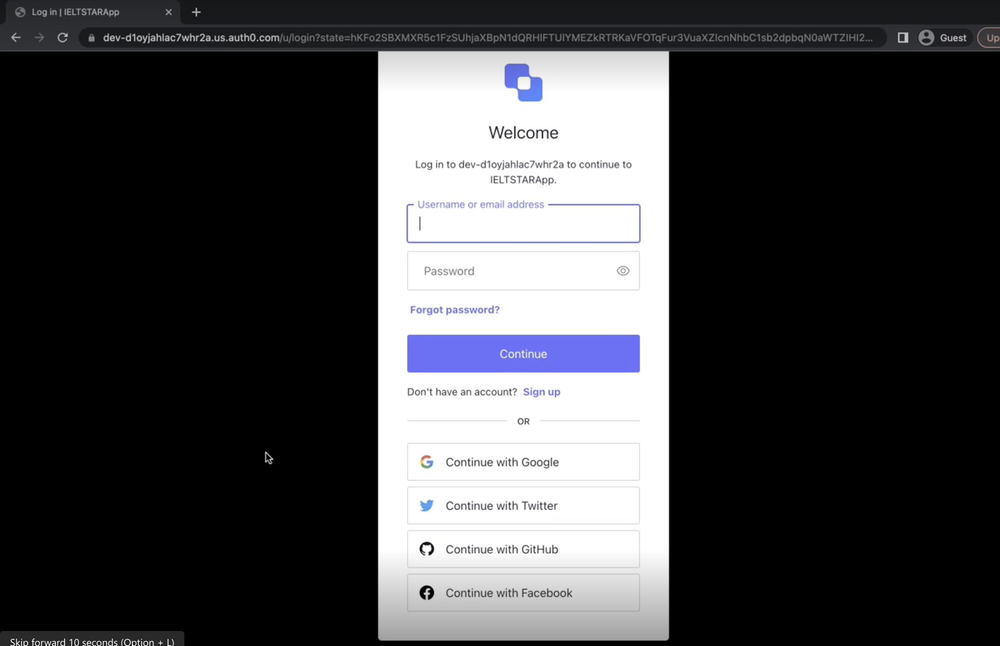 Log in | IELTSTARApp
dev-d1oyjahlac7whr2a.us.auth0.com/u/login?state=hKFo2SBXMXR5c1FzSUhjaXBpN1dQRHlFTUlYMEZkRTRKaVFOTqFur3VuaXZlcnNhbC1sb2dpbqN0aWTZIHI2...
Guest
Up
Welcome
Log in to dev-d1oyjahlac7whr2a to continue to
IELTSTARApp.
Username or email address
Password
Forgot password?
Continue
Don't have an account? Sign up
OR
Continue with Google
Continue with Twitter
Continue with GitHub
Continue with Facebook
Skip forward 10 seconds (Option + L)